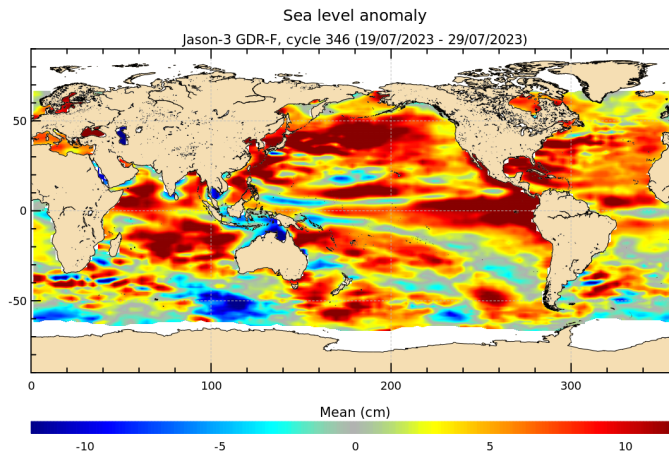 Sea level anomaly
Jason-3 GDR-F, cycle 346 (19/07/2023 - 29/07/2023)
50
0
-50
0 100 200 300
Mean (cm)
-10 -5 0 5 10